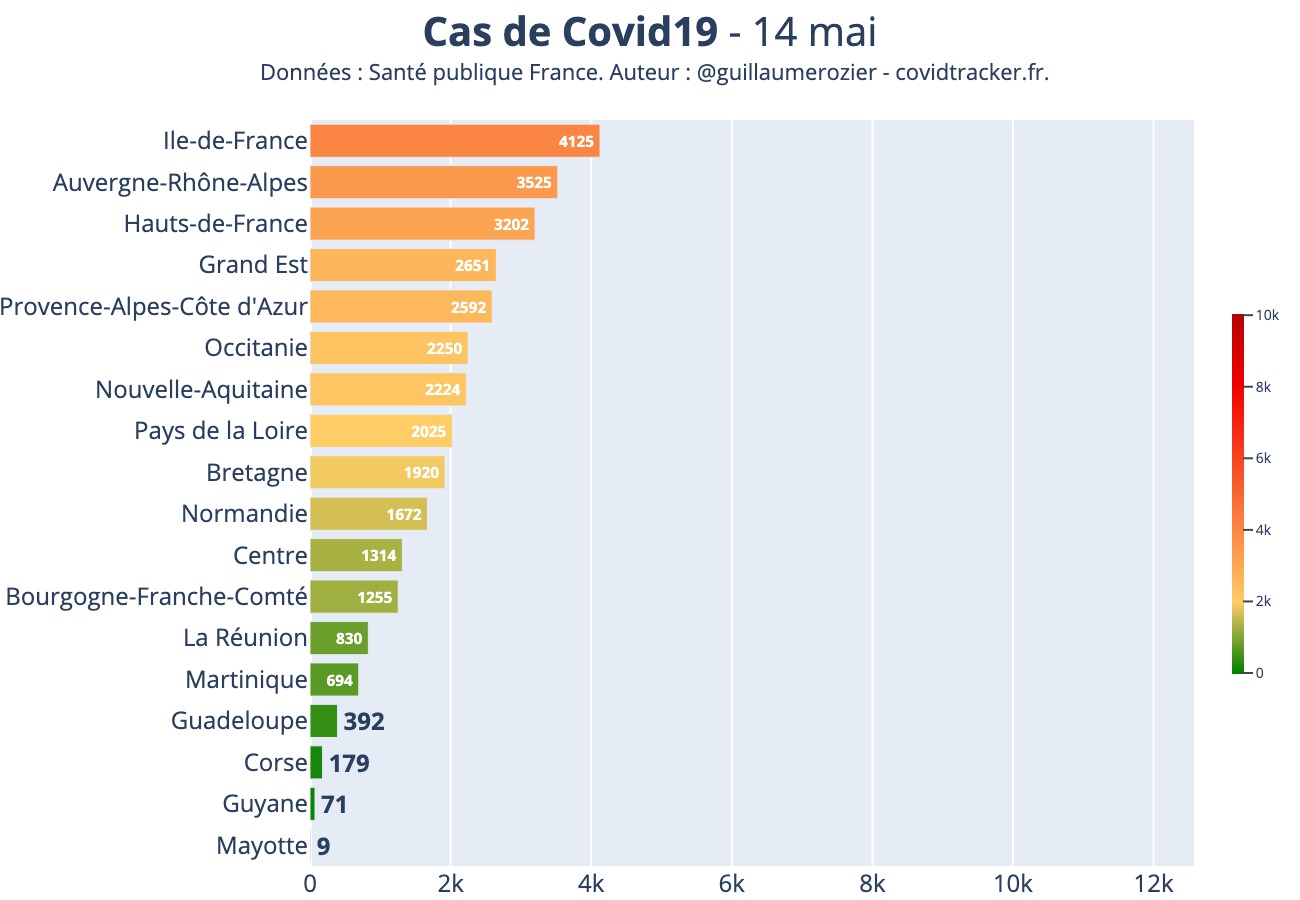 Cas de Covid19 - 14 mai
Données : Santé publique France. Auteur : @guillaumerozier - covidtracker.fr.
Ile-de-France 4125
Auvergne-Rhône-Alpes 3525
Hauts-de-France 3202
Grand Est 2651
Provence-Alpes-Côte d'Azur 2592
Occitanie 2250
Nouvelle-Aquitaine 2224
Pays de la Loire 2025
Bretagne 1920
Normandie 1672
Centre 1314
Bourgogne-Franche-Comté 1255
La Réunion 830
Martinique 694
Guadeloupe 392
Corse 179
Guyane 71
Mayotte 9
0 2k 4k 6k 8k 10k 12k
10k
8k
6k
4k
2k
0